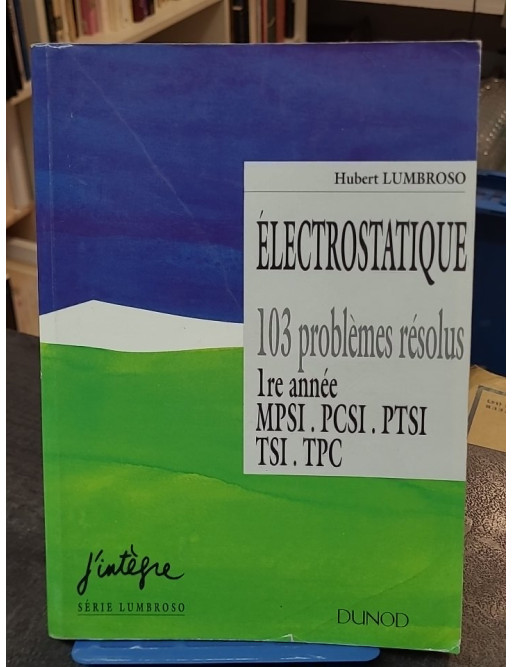 Hubert LUMBROSO
ÉLECTROSTATIQUE
103 problèmes résolus
1re année
MPSI . PCSI . PTSI
TSI . TPC
j'intègre
SÉRIE LUMBROSO
DUNOD